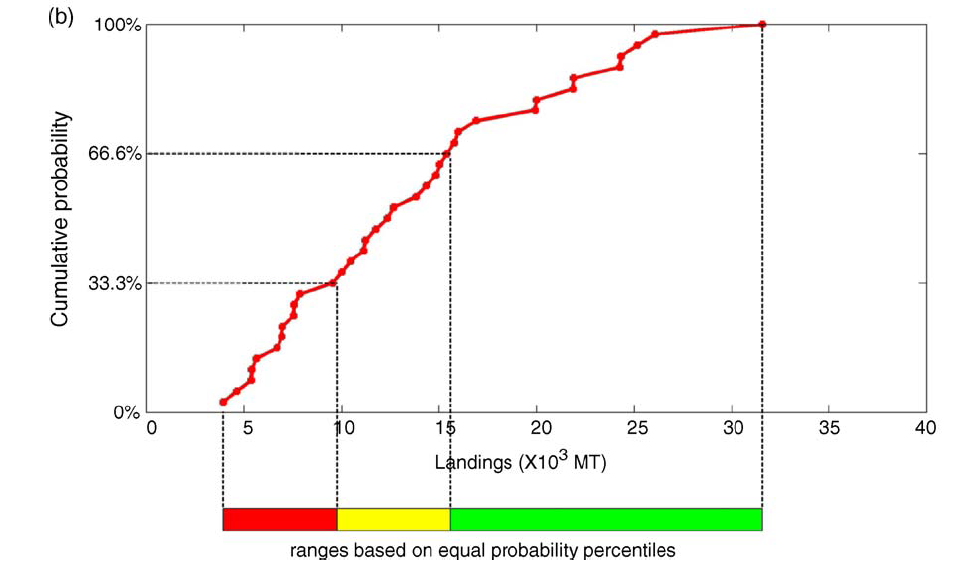 (b)
100%
66.6%
33.3%
0%
Cumulative probability
0 5 10 15 20 25 30 35 40
Landings (X10³ MT)
ranges based on equal probability percentiles